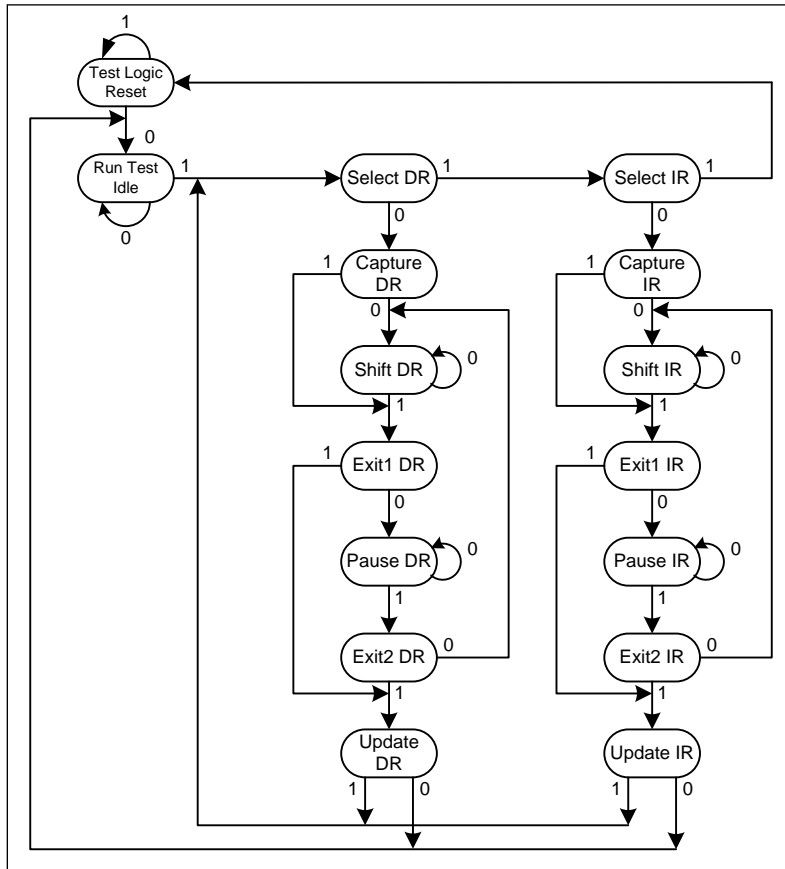 1
Test Logic
Reset
0
Run Test
Idle
1
0
Select DR
1
Select IR
1
0
0
Capture
DR
1
0
Capture
IR
1
0
Shift DR
0
1
Shift IR
0
1
1
Exit1 DR
0
1
Exit1 IR
0
Pause DR
0
1
Pause IR
0
1
Exit2 DR
0
1
Exit2 IR
0
1
Update
DR
1
0
Update IR
1
0